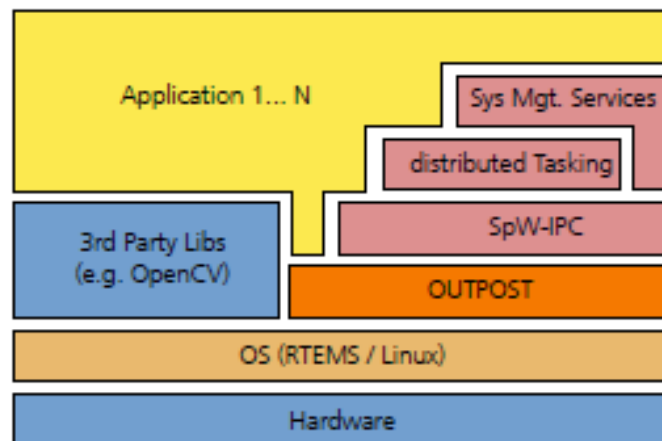 Application 1... N
Sys Mgt. Services
distributed Tasking
SpW-IPC
3rd Party Libs
(e.g. OpenCV)
OUTPOST
OS (RTEMS / Linux)
Hardware